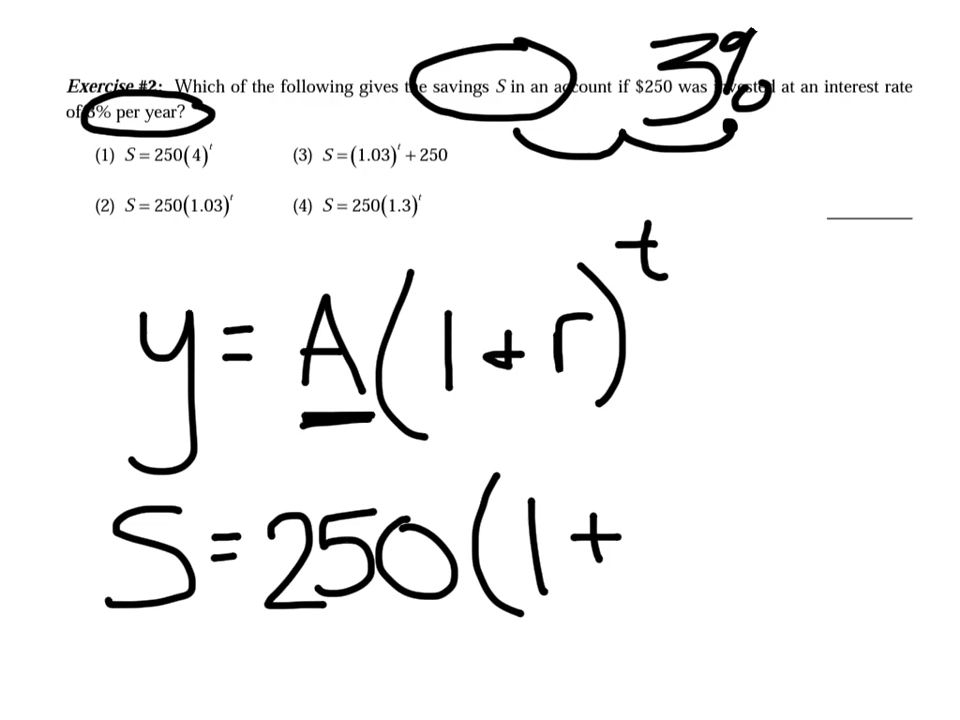 3%
Exercise #2: Which of the following gives the savings S in an account if $250 was invested at an interest rate
of 3% per year?
(1) S = 250(4)^t (3) S = (1.03)^t + 250
(2) S = 250(1.03)^t (4) S = 250(1.3)^t
y = A(1 + r)^t
S = 250(1 +